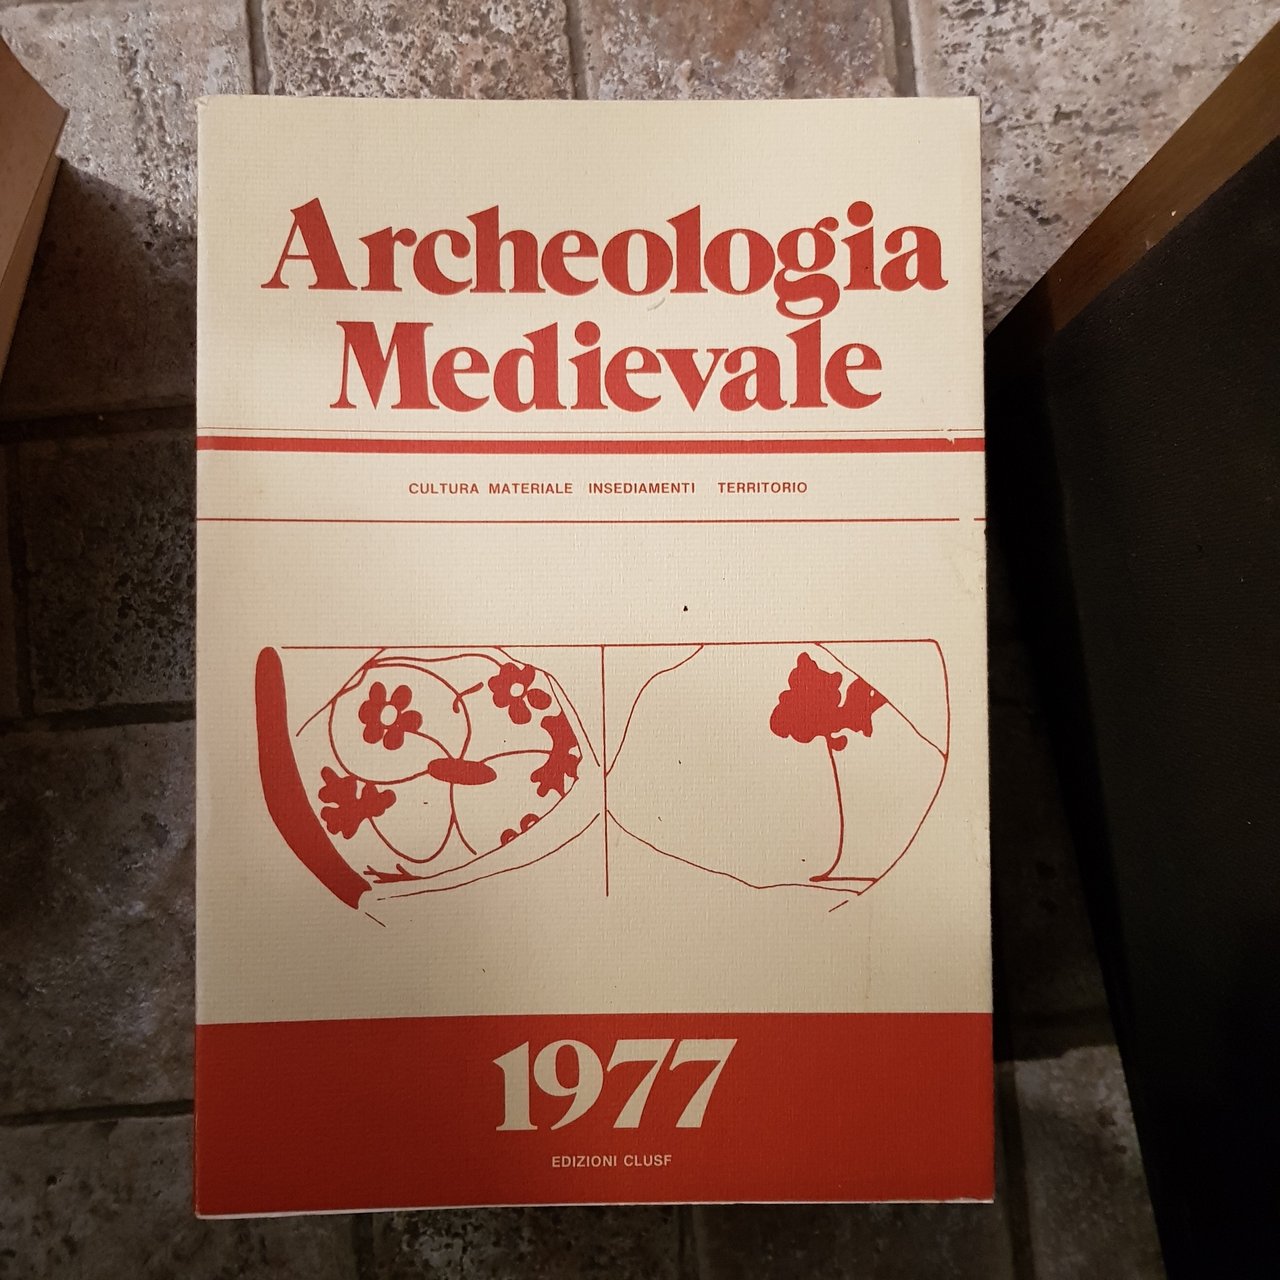 Archeologia
Medievale
CULTURA MATERIALE INSEDIAMENTI TERRITORIO
1977
EDIZIONI CLUSF